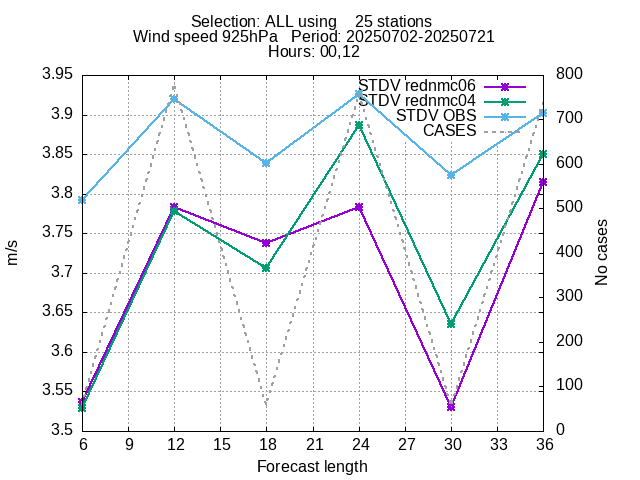 Selection: ALL using    25 stations
Wind speed 925hPa   Period: 20250702-20250721
Hours: 00,12
STDV rednmc06
STDV rednmc04
STDV OBS
CASES
3.95
3.9
3.85
3.8
3.75
3.7
3.65
3.6
3.55
3.5
m/s
800
700
600
500
400
300
200
100
0
No cases
6 9 12 15 18 21 24 27 30 33 36
Forecast length